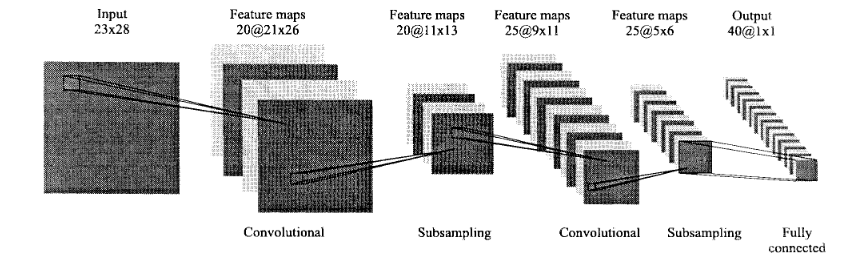 Input
23x28
Feature maps
20@21x26
Feature maps
20@11x13
Feature maps
25@9x11
Feature maps
25@5x6
Output
40@1x1
Convolutional
Subsampling
Convolutional
Subsampling
Fully
connected